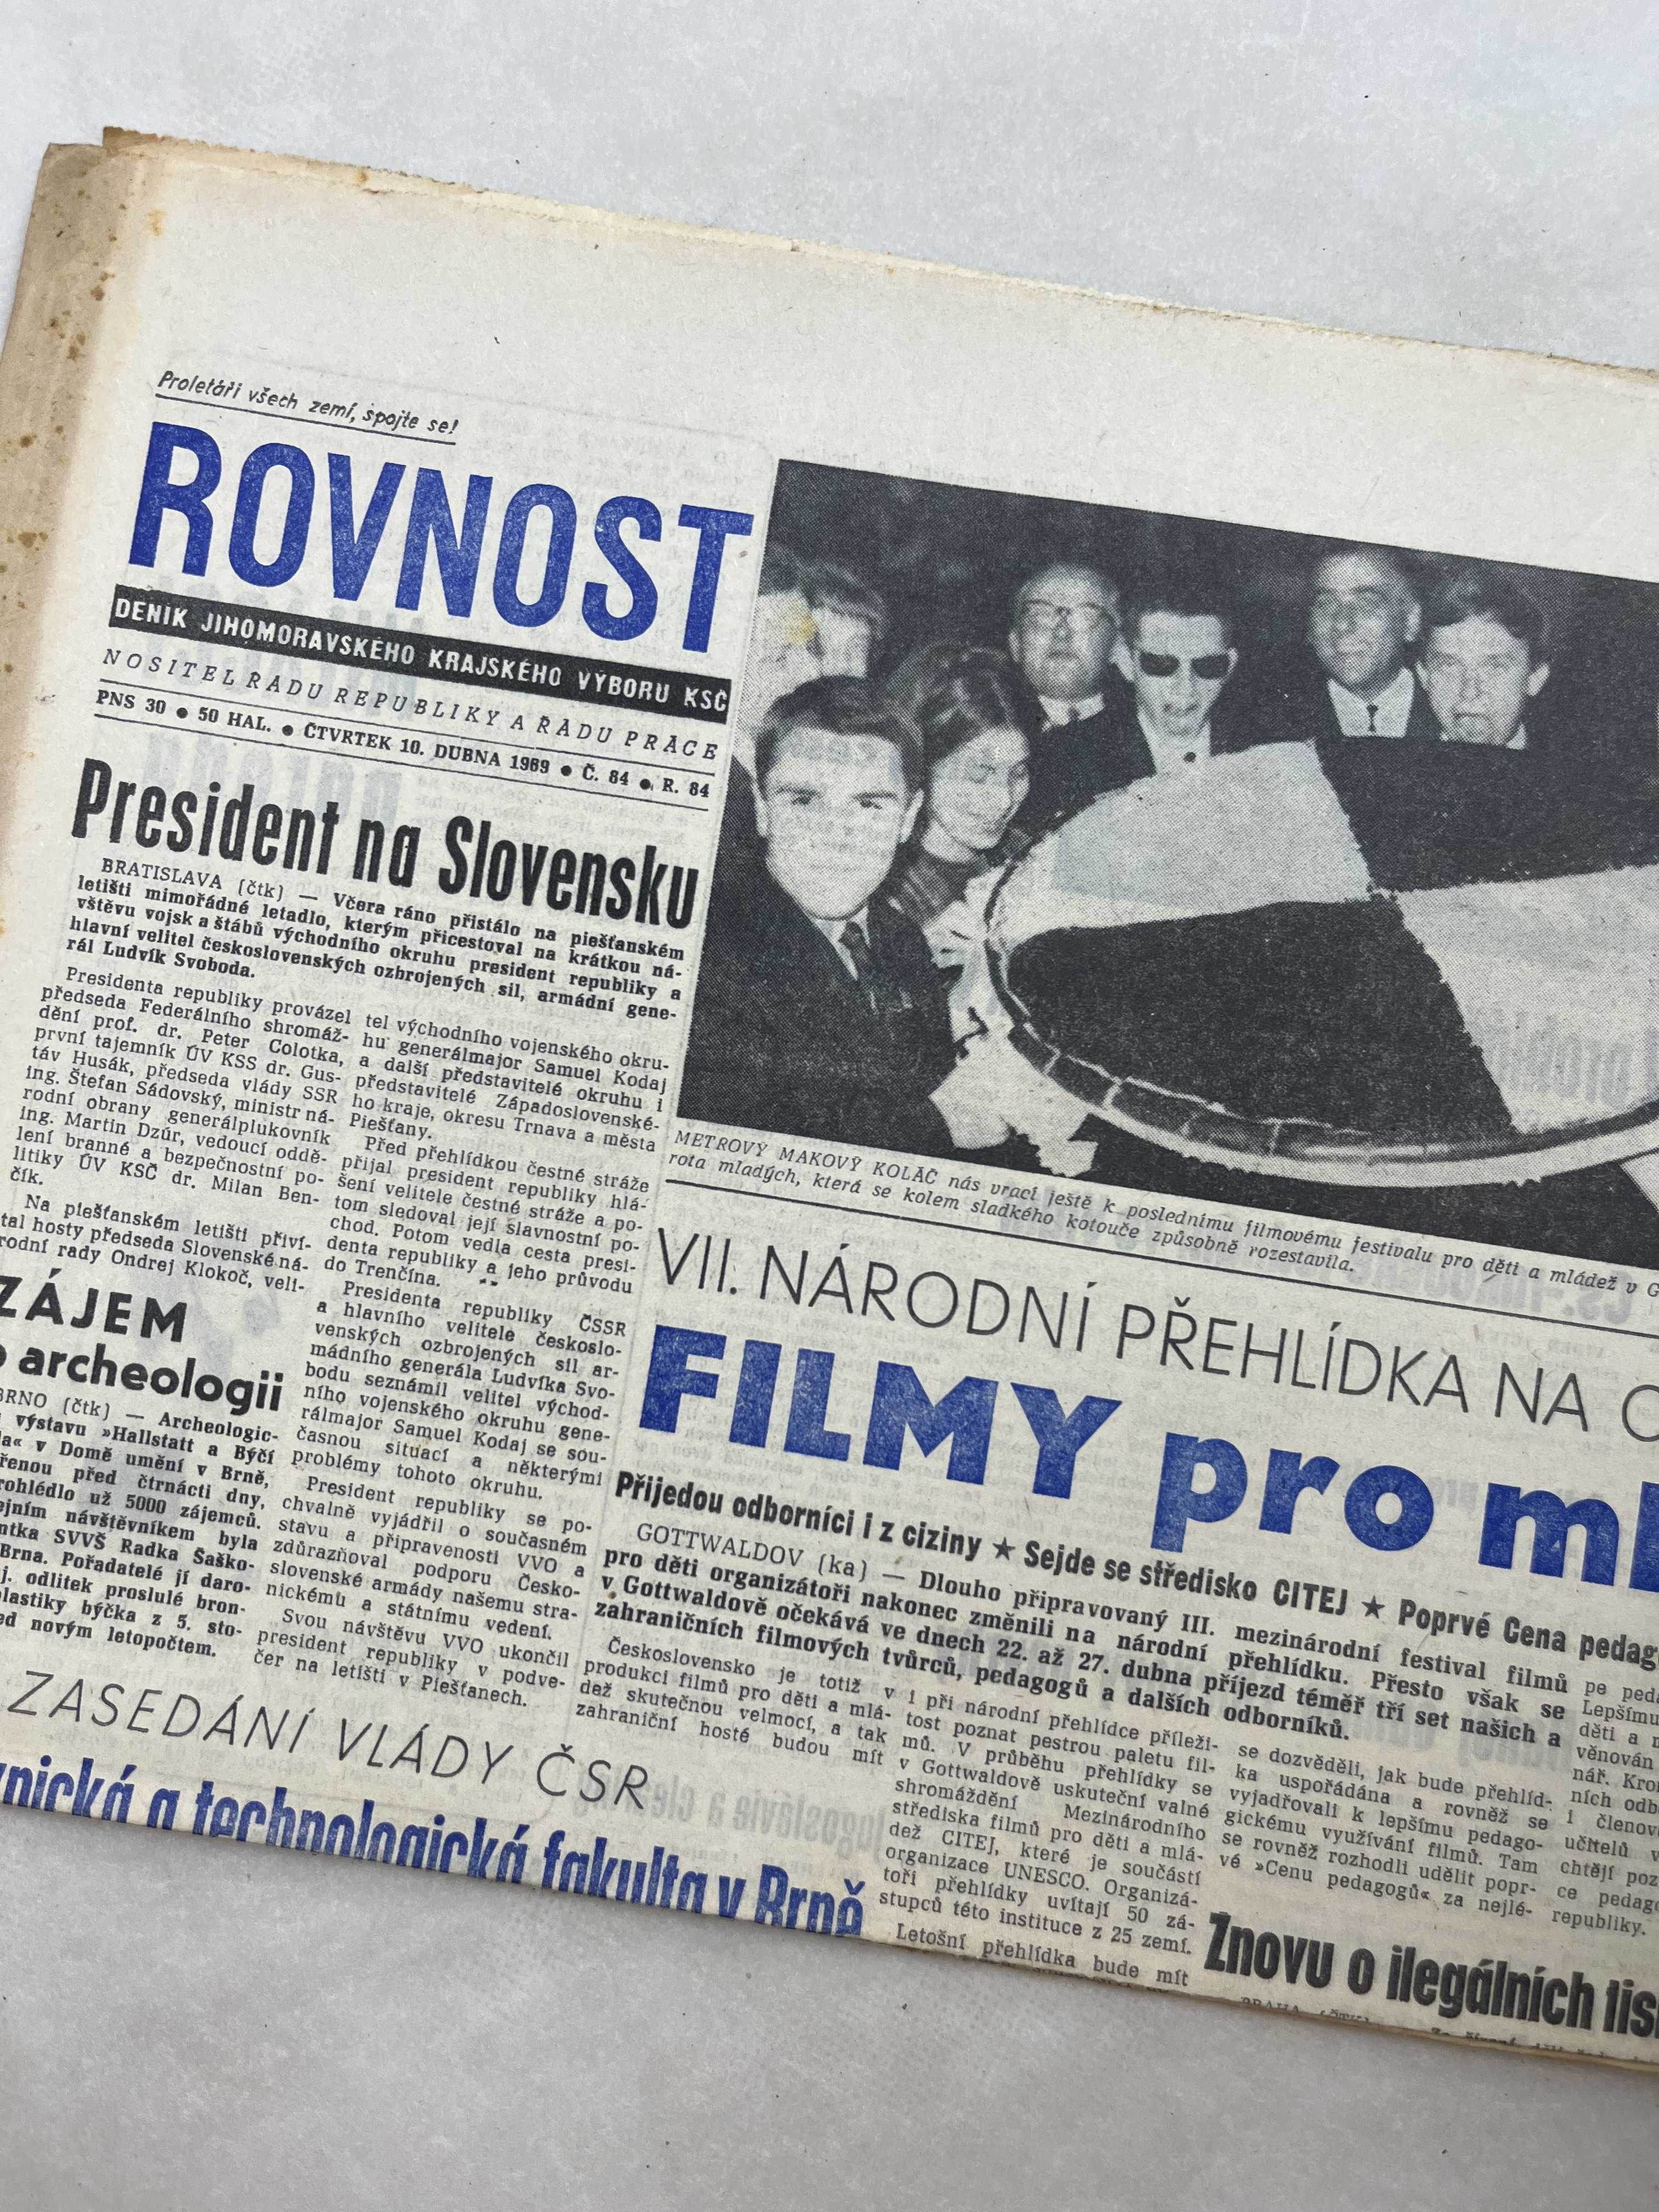 Proletáři všech zemí, spojte se!
ROVNOST
DENÍK JIHOMORAVSKÉHO KRAJSKÉHO VÝBORU KSČ
NOSITEL ŘADU REPUBLIKY A ŘÁDU PRÁCE
PNS 30 ● 50 HAL. ● ČTVRTEK 10. DUBNA 1969 ● Č. 84 ● R. 84
President na Slovensku
BRATISLAVA (čtk) — Včera ráno přistálo na piešťanském
letišti mimořádné letadlo, kterým přicestoval na krátkou ná-
vštěvu vojsk a štábů východního okruhu president republiky a
hlavní velitel československých ozbrojených sil, armádní gene-
rál Ludvík Svoboda.
Presidenta republiky provázel
předseda Federálního shromáž-
dění prof. dr. Peter Colotka,
první tajemník ÚV KSS dr. Gus-
táv Husák, předseda vlády SSR
ing. Štefan Sádovský, ministr ná-
rodní obrany generálplukovník
ing. Martin Dzúr, vedoucí oddě-
lení branné a bezpečnostní po-
litiky ÚV KSČ dr. Milan Ben-
čík.
Na piešťanském letišti přiví-
tal hosty předseda Slovenské ná-
rodní rady Ondrej Klokoč, veli-
tel východního vojenského okru-
hu generálmajor Samuel Kodaj
a další představitelé okruhu i
představitelé Západoslovenské-
ho kraje, okresu Trnava a města
Piešťany.
Před přehlídkou čestné stráže
přijal president republiky hlá-
šení velitele čestné stráže a po-
tom sledoval její slavnostní po-
chod. Potom vedla cesta presi-
denta republiky a jeho průvodu
do Trenčína.
Presidenta republiky ČSSR
a hlavního velitele českoslo-
venských ozbrojených sil ar-
mádního generála Ludvíka Svo-
bodu seznámil velitel východ-
ního vojenského okruhu gene-
rálmajor Samuel Kodaj se sou-
časnou situací a některými
problémy tohoto okruhu.
President republiky se po-
chvalně vyjádřil o současném
stavu a připravenosti VVO a
zdůrazňoval podporu Česko-
slovenské armády našemu stra-
nickému a státnímu vedení.
Svou návštěvu VVO ukončil
president republiky v podve-
čer na letišti v Piešťanech.
ZÁJEM
archeologii
BRNO (čtk) — Archeologic-
výstavu »Hallstatt a Býčí
v Domě umění v Brně,
před čtrnácti dny,
už 5000 zájemců.
návštěvníkem byla
SVVŠ Radka Šaško-
Brna. Pořadatelé jí daro-
odlitek proslulé bron-
býčka z 5. sto-
novým letopočtem.
METROVÝ MAKOVÝ KOLÁČ nás vrací ještě k poslednímu filmovému festivalu pro děti a mládež v
rota mladých, která se kolem sladkého kotouče způsobně rozestavila.
VII. NÁRODNÍ PŘEHLÍDKA NA
FILMY pro
Přijedou odborníci i z ciziny ★ Sejde se středisko CITEJ ★ Poprvé Cena
GOTTWALDOV (ka) — Dlouho připravovaný III. mezinárodní festival filmů
pro děti organizátoři nakonec změnili na národní přehlídku. Přesto však se
v Gottwaldově očekává ve dnech 22. až 27. dubna příjezd téměř tří set našich a
zahraničních filmových tvůrců, pedagogů a dalších odborníků.
Československo je totiž v
produkci filmů pro děti a mlá-
dež skutečnou velmocí, a tak
zahraniční hosté budou mít
i při národní přehlídce příleži-
tost poznat pestrou paletu fil-
mů. V průběhu přehlídky se
v Gottwaldově uskuteční valné
shromáždění Mezinárodního
střediska filmů pro děti a mlá-
dež CITEJ, které je součástí
organizace UNESCO. Organizá-
toři přehlídky uvítají 50 zá-
stupců této instituce z 25 zemí.
Letošní přehlídka bude mít
se dozvěděli, jak bude přehlíd-
ka uspořádána a rovněž se
vyjadřovali k lepšímu pedago-
gickému využívání filmů. Tam
se rovněž rozhodli udělit popr-
vé »Cenu pedagogů« za nejlé-
pe
Lepšímu
děti a
věnován
nář.
ních
i
učitelů
chtějí
ce
republiky.
ZASEDÁNÍ VLÁDY ČSR
a technologická fakulta v Brně
Znovu o ilegálních